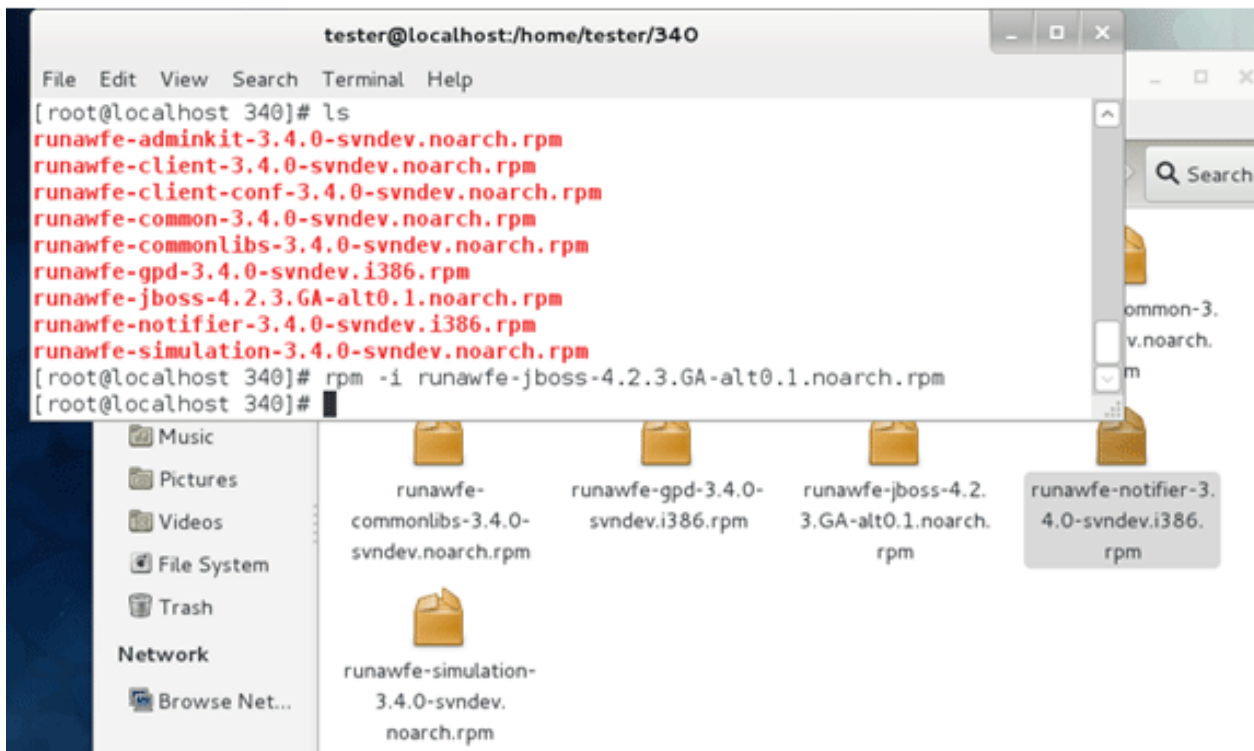 tester@localhost:/home/tester/340
File Edit View Search Terminal Help
[root@localhost 340]# ls
runawfe-adminkit-3.4.0-svndev.noarch.rpm
runawfe-client-3.4.0-svndev.noarch.rpm
runawfe-client-conf-3.4.0-svndev.noarch.rpm
runawfe-common-3.4.0-svndev.noarch.rpm
runawfe-commonlibs-3.4.0-svndev.noarch.rpm
runawfe-gpd-3.4.0-svndev.i386.rpm
runawfe-jboss-4.2.3.GA-alt0.1.noarch.rpm
runawfe-notifier-3.4.0-svndev.i386.rpm
runawfe-simulation-3.4.0-svndev.noarch.rpm
[root@localhost 340]# rpm -i runawfe-jboss-4.2.3.GA-alt0.1.noarch.rpm
[root@localhost 340]#
Search
ommon-3.
v.noarch.
m
Music
Pictures
Videos
File System
Trash
Network
Browse Net...
runawfe-
commonlibs-3.4.0-
svndev.noarch.rpm
runawfe-gpd-3.4.0-
svndev.i386.rpm
runawfe-jboss-4.2.
3.GA-alt0.1.noarch.
rpm
runawfe-notifier-3.
4.0-svndev.i386.
rpm
runawfe-simulation-
3.4.0-svndev.
noarch.rpm